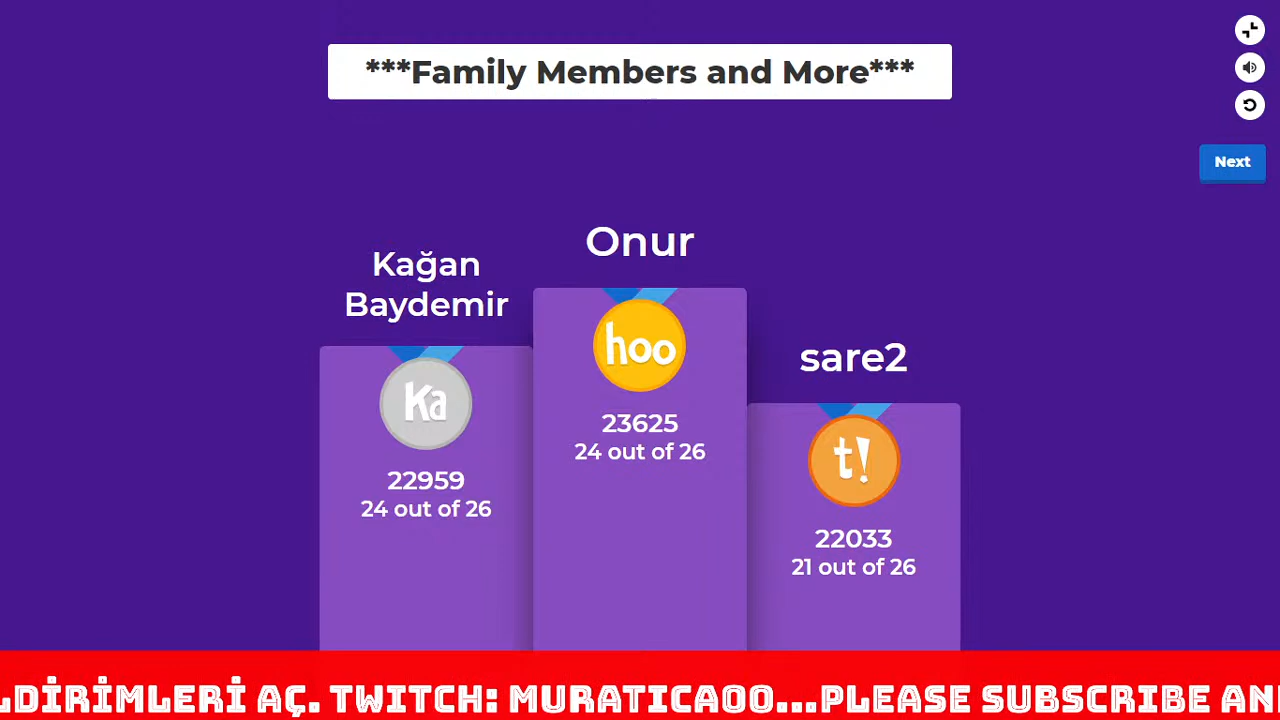 ***Family Members and More***
Next
Onur
Kağan
Baydemir
sare2
hoo
Ka
t!
23625
24 out of 26
22959
24 out of 26
22033
21 out of 26
LDİRİMLERİ AÇ. TWITCH: MURATICAOO...PLEASE SUBSCRIBE AN